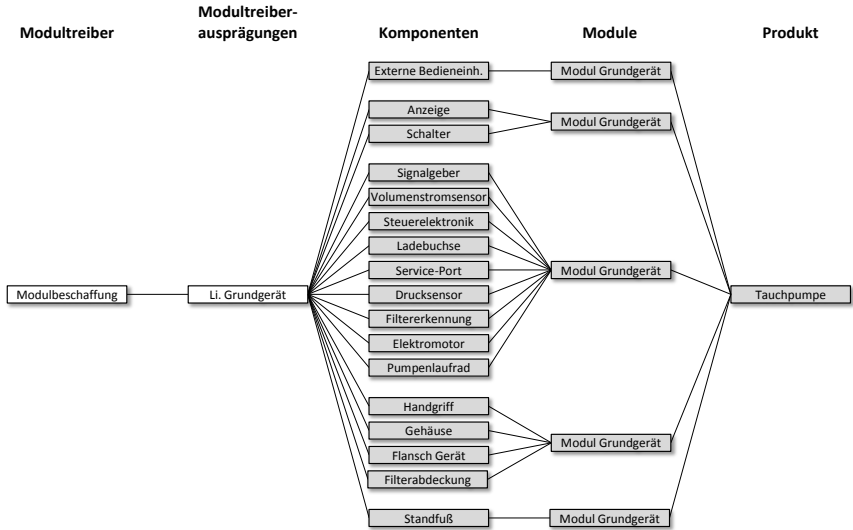 Modultreiber
Modultreiber-
ausprägungen
Komponenten
Module
Produkt
Externe Bedieneinh.
Modul Grundgerät
Anzeige
Modul Grundgerät
Schalter
Signalgeber
Volumenstromsensor
Steuerelektronik
Ladebuchse
Service-Port
Modul Grundgerät
Modulbeschaffung
Li. Grundgerät
Drucksensor
Tauchpumpe
Filtererkennung
Elektromotor
Pumpenlaufrad
Handgriff
Gehäuse
Modul Grundgerät
Flansch Gerät
Filterabdeckung
Standfuß
Modul Grundgerät